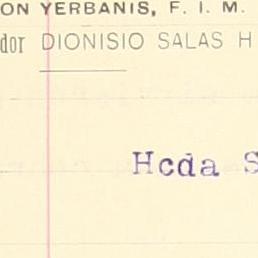 ON YERBANIS, F. I. M.
dor DIONISIO SALAS H
Hcda S